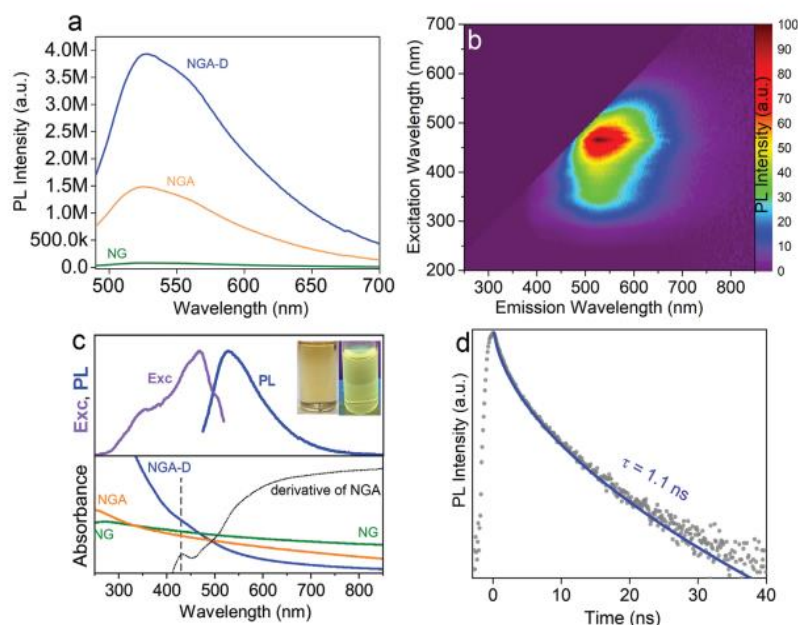 a
PL Intensity (a.u.)
4.0M
3.5M
3.0M
2.5M
2.0M
1.5M
1.0M
500.0k
0.0
NGA-D
NGA
NG
500 550 600 650 700
Wavelength (nm)
b
Excitation Wavelength (nm)
700
600
500
400
300
200
300 400 500 600 700 800
Emission Wavelength (nm)
100
90
80
70
60
50
40
30
20
10
0
PL Intensity (a.u.)
c
Exc, PL
Exc
PL
Absorbance
NGA-D
NGA
NG
derivative of NGA
NG
300 400 500 600 700 800
Wavelength (nm)
d
PL Intensity (a.u.)
τ = 1.1 ns
0 10 20 30 40
Time (ns)